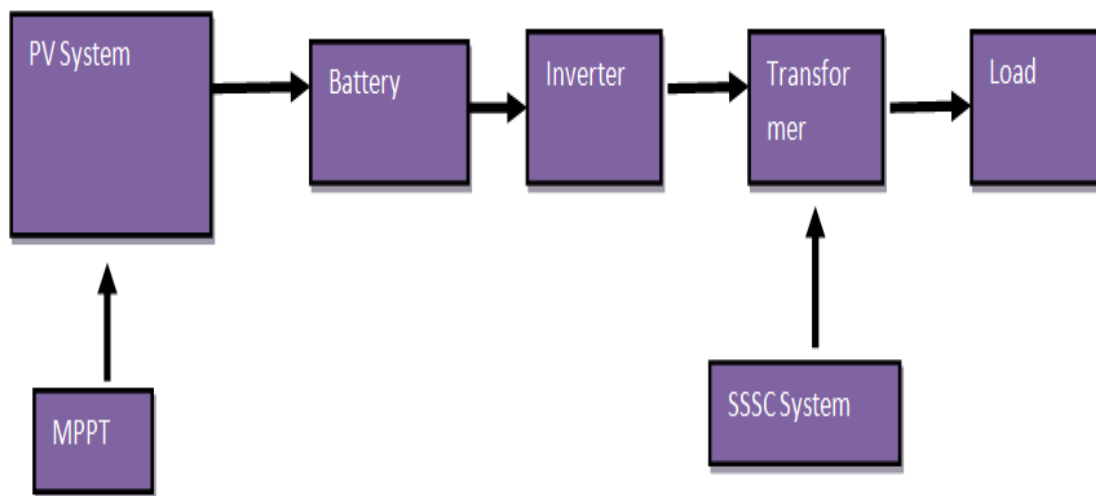 PV System
Battery
Inverter
Transfor
mer
Load
MPPT
SSSC System